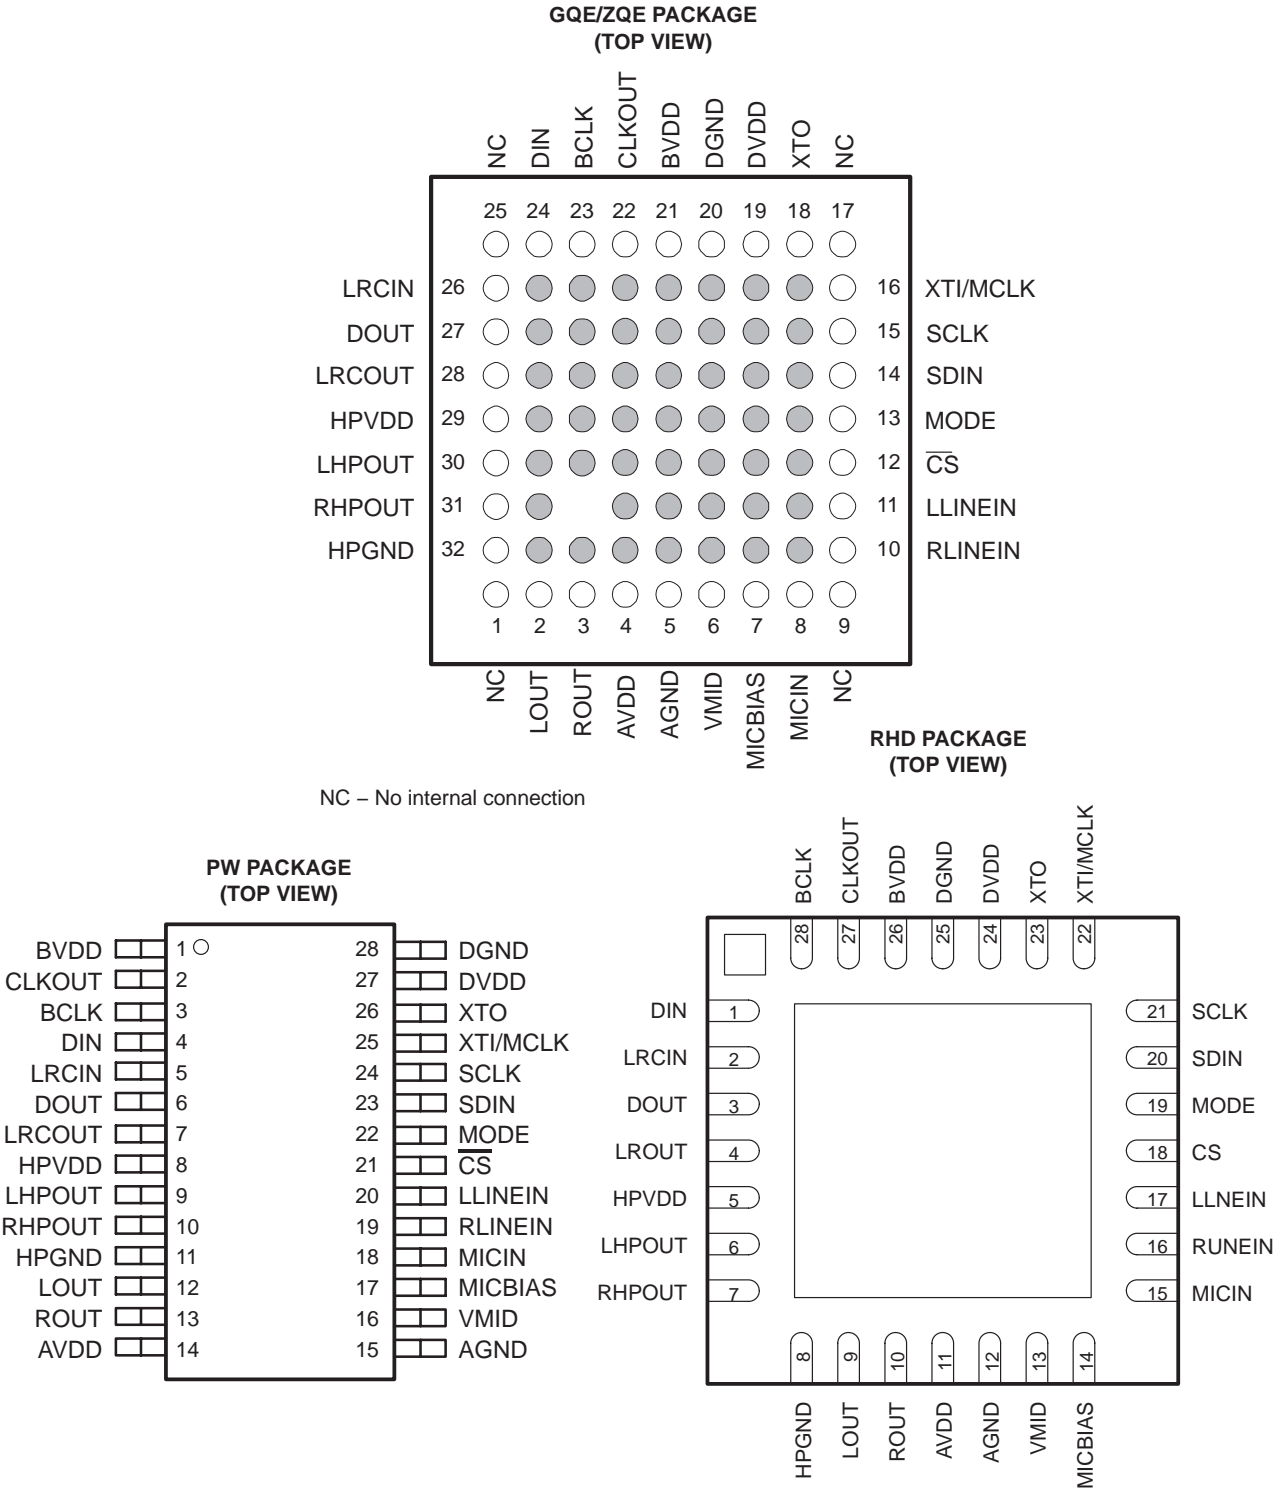 GQE/ZQE PACKAGE
(TOP VIEW)
NC DIN BCLK CLKOUT BVDD DGND DVDD XTO NC
25 24 23 22 21 20 19 18 17
LRCIN 26 16 XTI/MCLK
DOUT 27 15 SCLK
LRCOUT 28 14 SDIN
HPVDD 29 13 MODE
LHPOUT 30 12 C̅S̅
RHPOUT 31 11 LLINEIN
HPGND 32 10 RLINEIN
1 2 3 4 5 6 7 8 9
NC LOUT ROUT AVDD AGND VMID MICBIAS MICIN NC
NC – No internal connection
PW PACKAGE
(TOP VIEW)
BVDD 1 28 DGND
CLKOUT 2 27 DVDD
BCLK 3 26 XTO
DIN 4 25 XTI/MCLK
LRCIN 5 24 SCLK
DOUT 6 23 SDIN
LRCOUT 7 22 MODE
HPVDD 8 21 C̅S̅
LHPOUT 9 20 LLINEIN
RHPOUT 10 19 RLINEIN
HPGND 11 18 MICIN
LOUT 12 17 MICBIAS
ROUT 13 16 VMID
AVDD 14 15 AGND
RHD PACKAGE
(TOP VIEW)
BCLK CLKOUT BVDD DGND DVDD XTO XTI/MCLK
28 27 26 25 24 23 22
DIN 1 21 SCLK
LRCIN 2 20 SDIN
DOUT 3 19 MODE
LROUT 4 18 CS
HPVDD 5 17 LLNEIN
LHPOUT 6 16 RUNEIN
RHPOUT 7 15 MICIN
8 9 10 11 12 13 14
HPGND LOUT ROUT AVDD AGND VMID MICBIAS